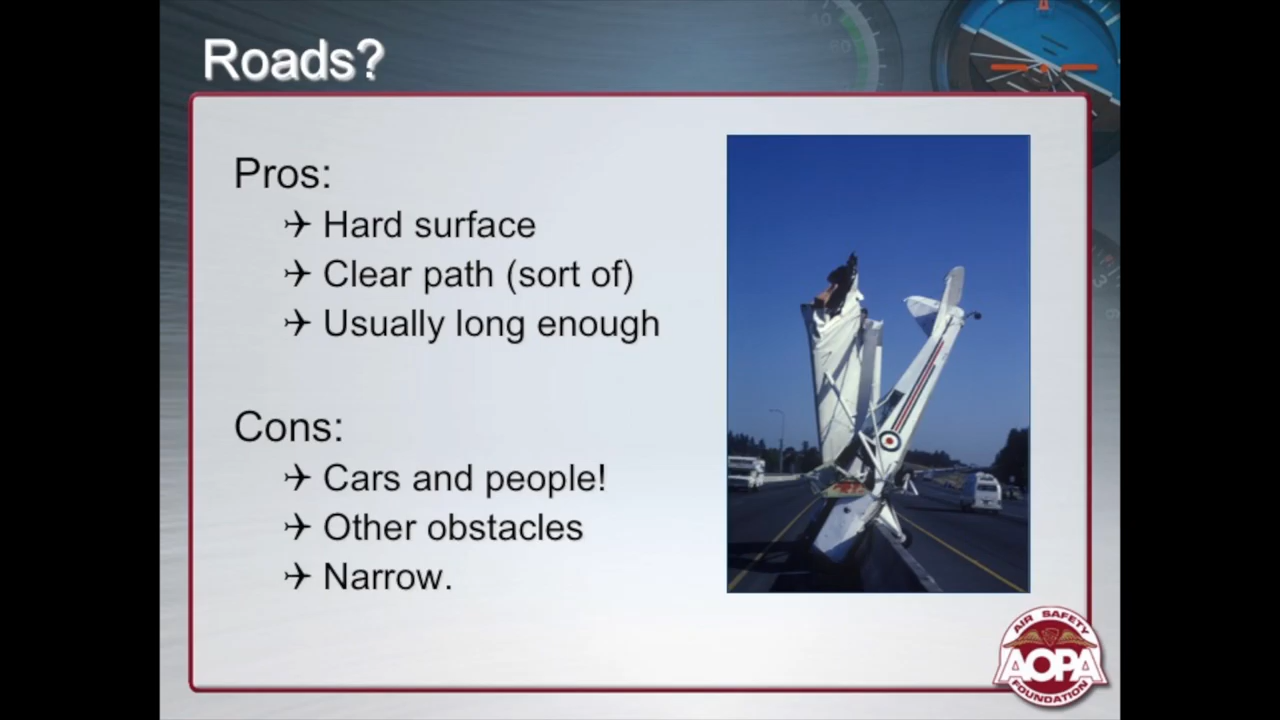 Roads?
Pros:
✈ Hard surface
✈ Clear path (sort of)
✈ Usually long enough
Cons:
✈ Cars and people!
✈ Other obstacles
✈ Narrow.
AIR SAFETY
AOPA
FOUNDATION